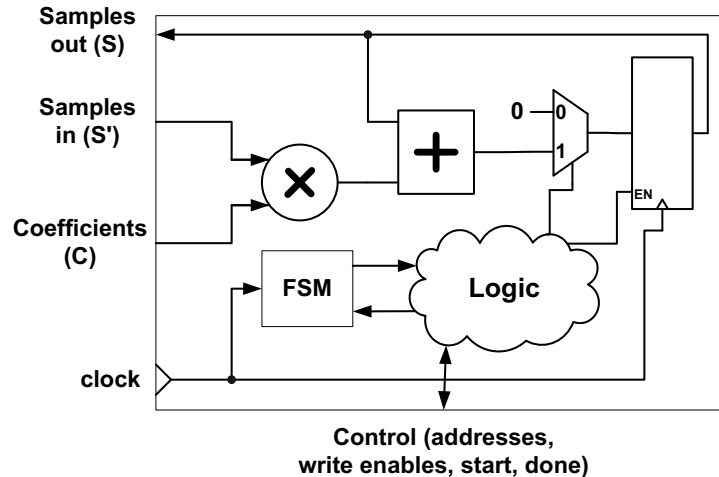 Samples
out (S)
Samples
in (S')
0
0
1
+
×
EN
Coefficients
(C)
FSM
Logic
clock
Control (addresses,
write enables, start, done)